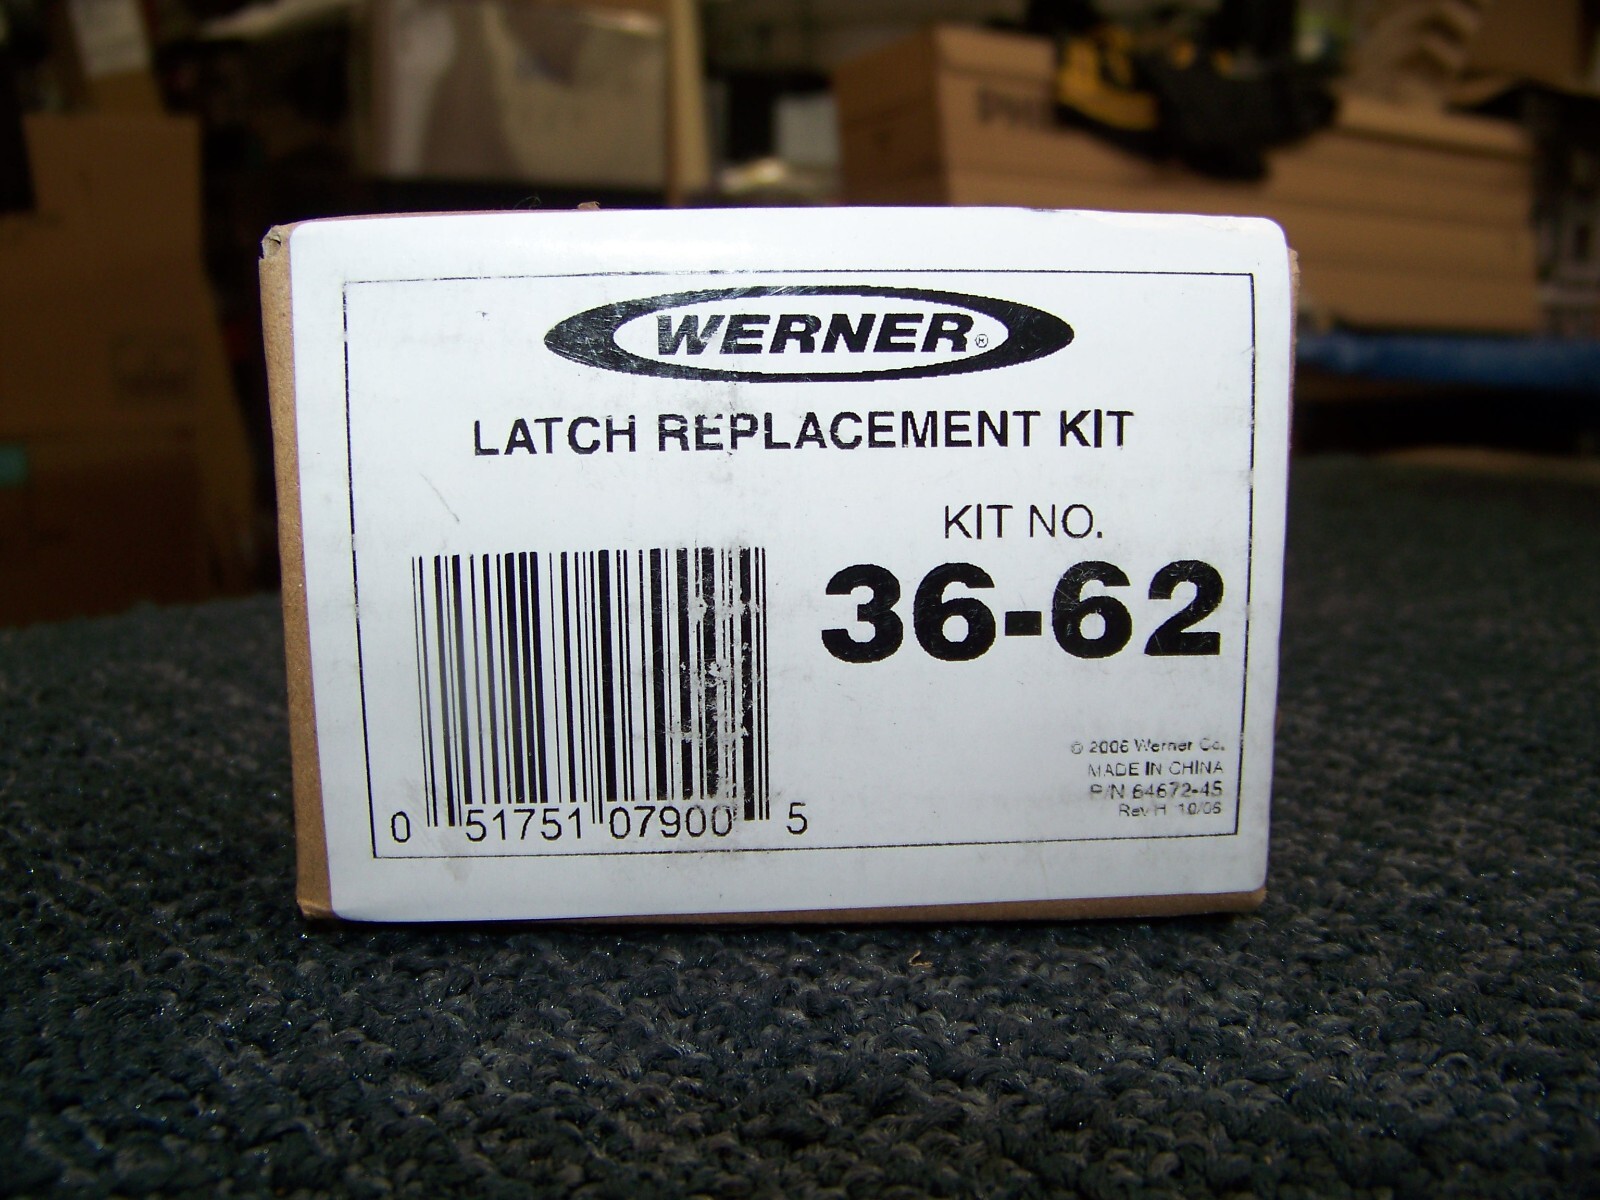 WERNER®
LATCH REPLACEMENT KIT
KIT NO.
36-62
0 51751 07900 5
© 2006 Werner Co.
MADE IN CHINA
P/N 64672-45
Rev H 10/06